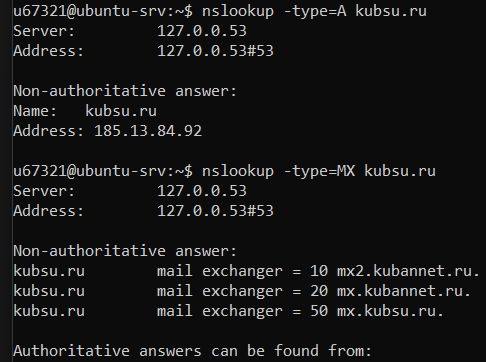 u67321@ubuntu-srv:~$ nslookup -type=A kubsu.ru
Server:         127.0.0.53
Address:        127.0.0.53#53

Non-authoritative answer:
Name:   kubsu.ru
Address: 185.13.84.92

u67321@ubuntu-srv:~$ nslookup -type=MX kubsu.ru
Server:         127.0.0.53
Address:        127.0.0.53#53

Non-authoritative answer:
kubsu.ru        mail exchanger = 10 mx2.kubannet.ru.
kubsu.ru        mail exchanger = 20 mx.kubannet.ru.
kubsu.ru        mail exchanger = 50 mx.kubsu.ru.

Authoritative answers can be found from: